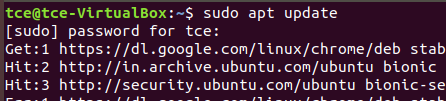 tce@tce-VirtualBox:~$ sudo apt update
[sudo] password for tce:
Get:1 https://dl.google.com/linux/chrome/deb stab
Hit:2 http://in.archive.ubuntu.com/ubuntu bionic
Hit:3 http://security.ubuntu.com/ubuntu bionic-se